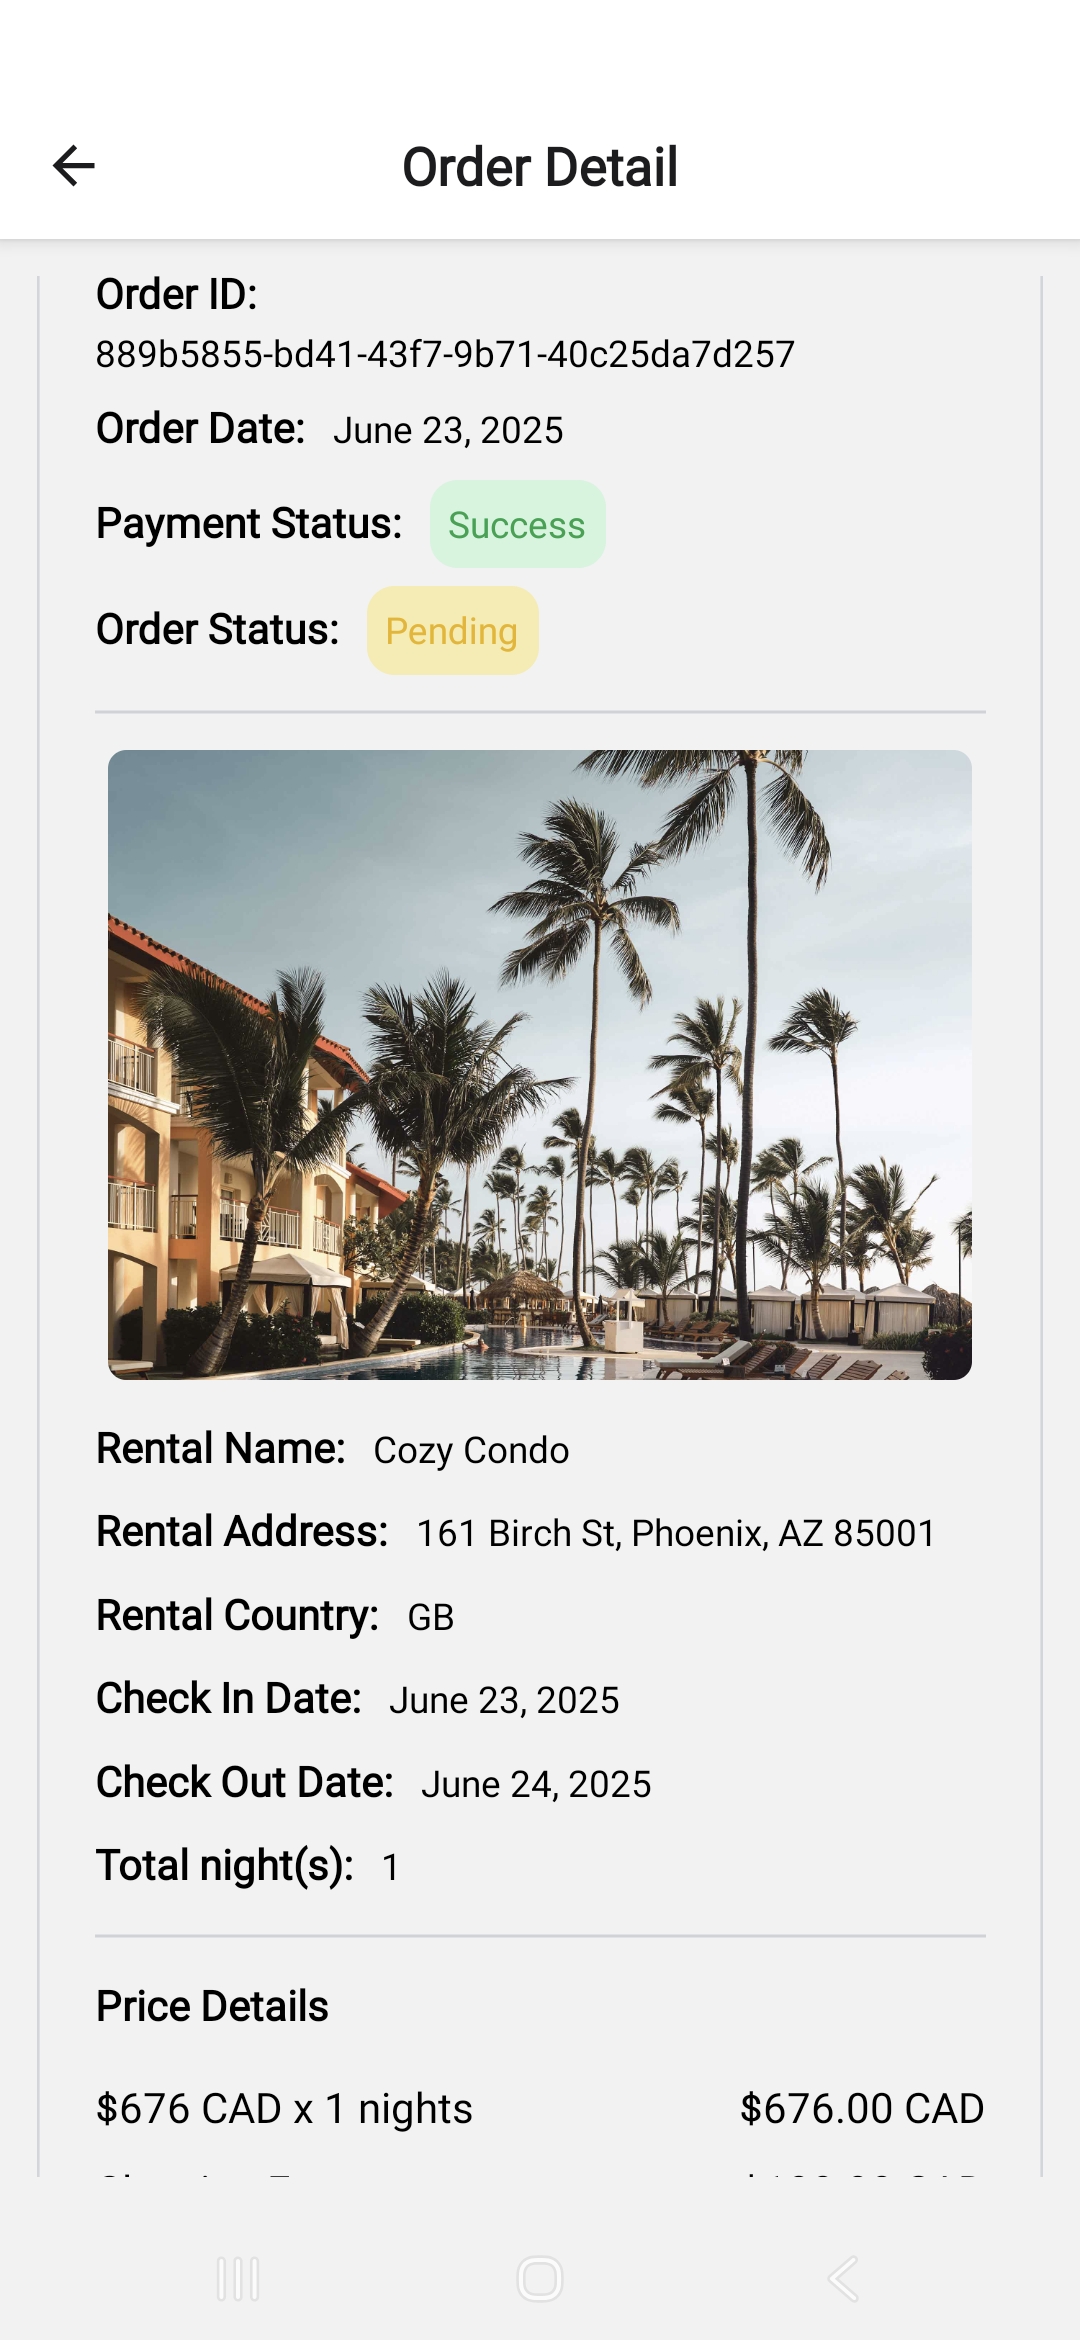 Order Detail
Order ID:
889b5855-bd41-43f7-9b71-40c25da7d257
Order Date: June 23, 2025
Payment Status: Success
Order Status: Pending
Rental Name: Cozy Condo
Rental Address: 161 Birch St, Phoenix, AZ 85001
Rental Country: GB
Check In Date: June 23, 2025
Check Out Date: June 24, 2025
Total night(s): 1
Price Details
$676 CAD x 1 nights $676.00 CAD